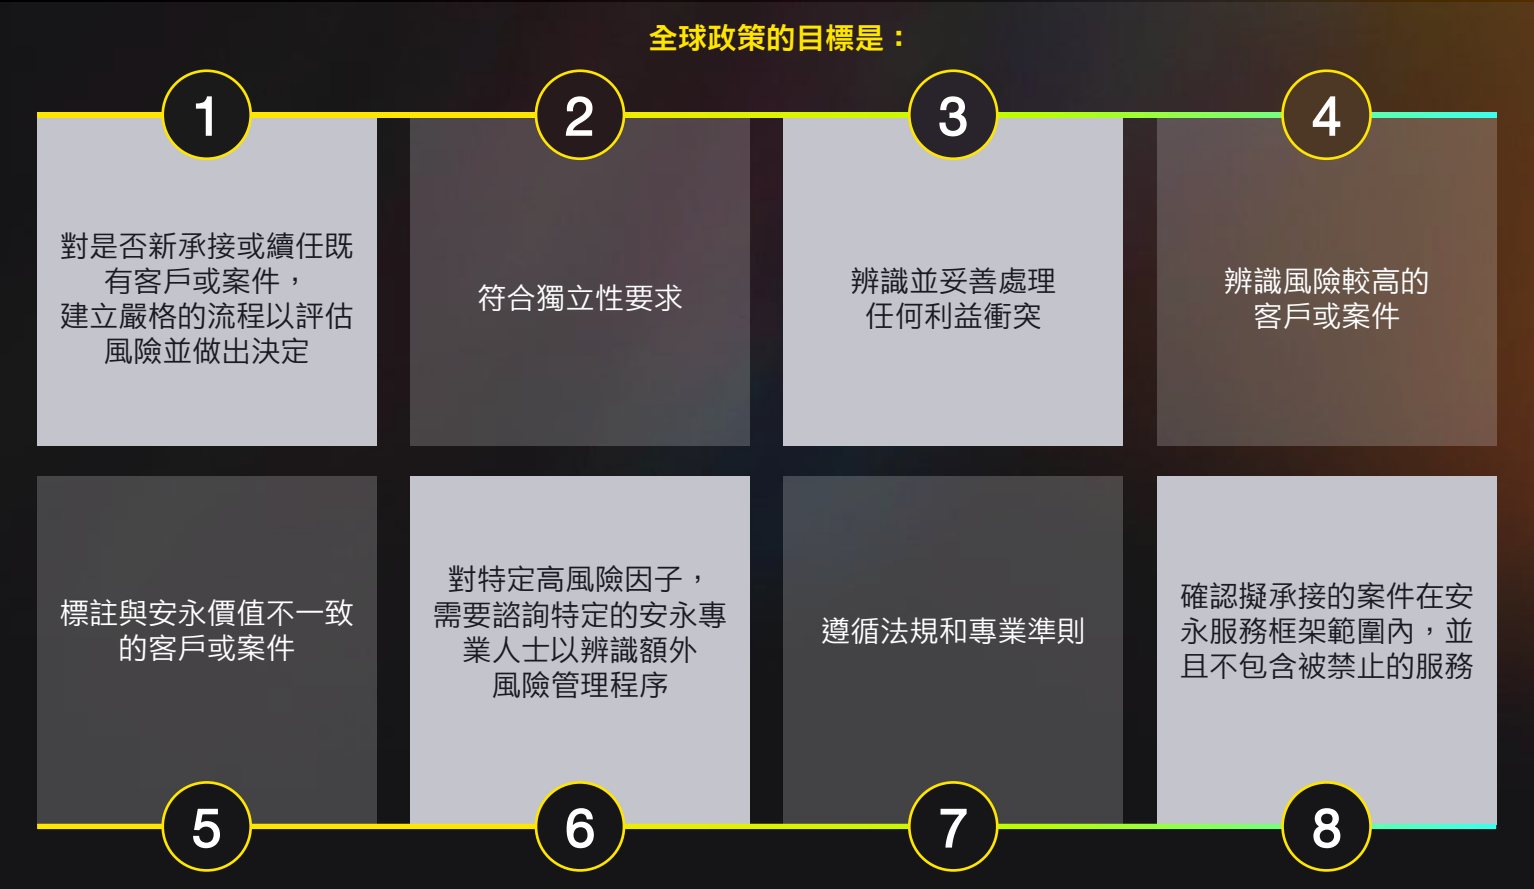 全球政策的目標是：
1
對是否新承接或續任既
有客戶或案件，
建立嚴格的流程以評估
風險並做出決定
2
符合獨立性要求
3
辨識並妥善處理
任何利益衝突
4
辨識風險較高的
客戶或案件
標註與安永價值不一致
的客戶或案件
5
對特定高風險因子，
需要諮詢特定的安永專
業人士以辨識額外
風險管理程序
6
遵循法規和專業準則
7
確認擬承接的案件在安
永服務框架範圍內，並
且不包含被禁止的服務
8